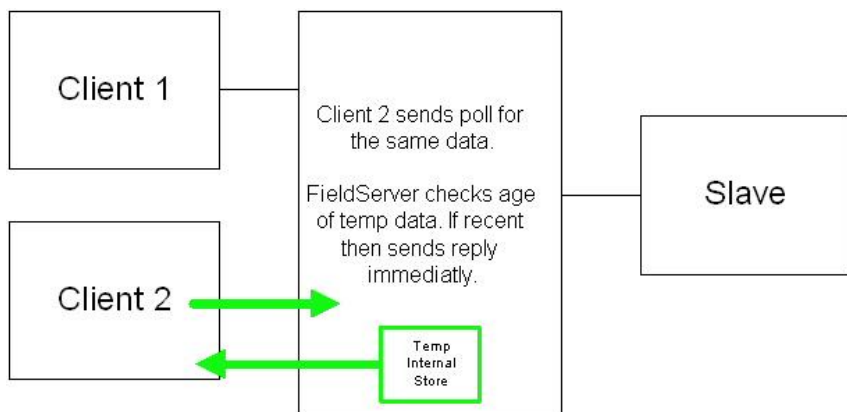 Client 1
Client 2 sends poll for
the same data.
FieldServer checks age
of temp data. If recent
then sends reply
immediatly.
Slave
Client 2
Temp
Internal
Store